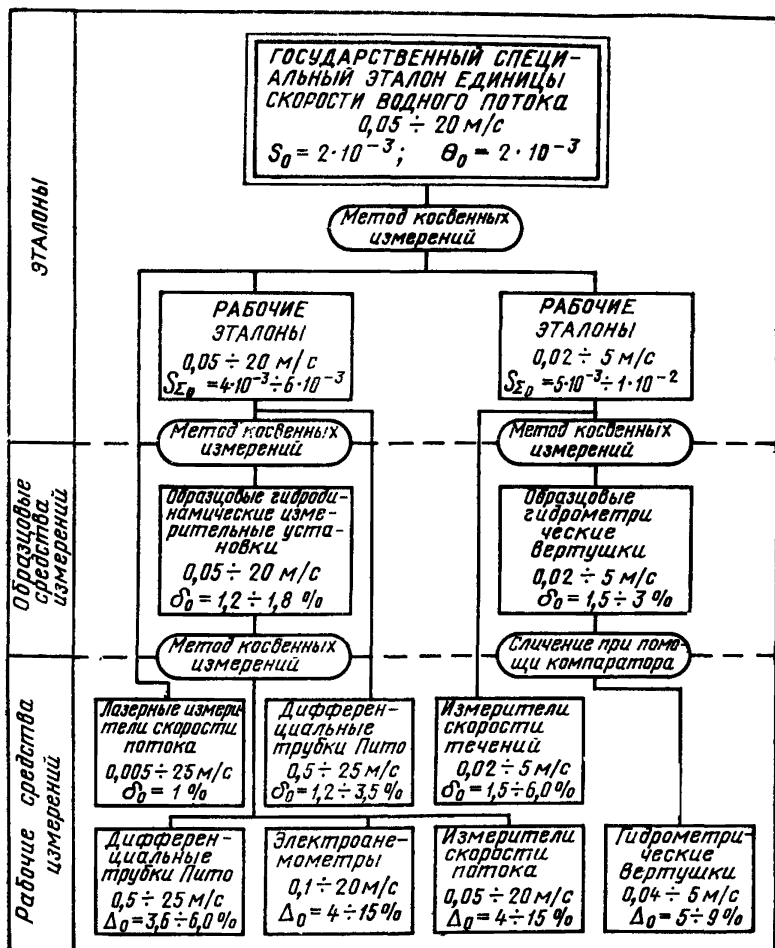 ЭТАЛОНЫ
ГОСУДАРСТВЕННЫЙ СПЕЦИ-
АЛЬНЫЙ ЭТАЛОН ЕДИНИЦЫ
СКОРОСТИ ВОДНОГО ПОТОКА
0,05 ÷ 20 м/с
S₀ = 2·10⁻³; Θ₀ = 2·10⁻³
Метод косвенных
измерений
РАБОЧИЕ
ЭТАЛОНЫ
0,05 ÷ 20 м/с
S_Σ₀ = 4·10⁻³ ÷ 6·10⁻³
РАБОЧИЕ
ЭТАЛОНЫ
0,02 ÷ 5 м/с
S_Σ₀ = 5·10⁻³ ÷ 1·10⁻²
Метод косвенных
измерений
Метод косвенных
измерений
Образцовые
средства
измерений
Образцовые гидроди-
намические изме-
рительные уста-
новки
0,05 ÷ 20 м/с
δ₀ = 1,2 ÷ 1,8 %
Образцовые
гидрометри-
ческие
вертушки
0,02 ÷ 5 м/с
δ₀ = 1,5 ÷ 3 %
Метод косвенных
измерений
Сличение при помо-
щи компаратора
Рабочие средства
измерений
Лазерные измери-
тели скорости
потока
0,005 ÷ 25 м/с
δ₀ = 1 %
Дифферен-
циальные
трубки Пито
0,5 ÷ 25 м/с
δ₀ = 1,2 ÷ 3,5 %
Измерители
скорости
течений
0,02 ÷ 5 м/с
δ₀ = 1,5 ÷ 6,0 %
Дифферен-
циальные
трубки Пито
0,5 ÷ 25 м/с
Δ₀ = 3,6 ÷ 6,0 %
Электроане-
мометры
0,1 ÷ 20 м/с
Δ₀ = 4 ÷ 15 %
Измерители
скорости
потока
0,05 ÷ 20 м/с
Δ₀ = 4 ÷ 15 %
Гидрометри-
ческие
вертушки
0,04 ÷ 5 м/с
Δ₀ = 5 ÷ 9 %